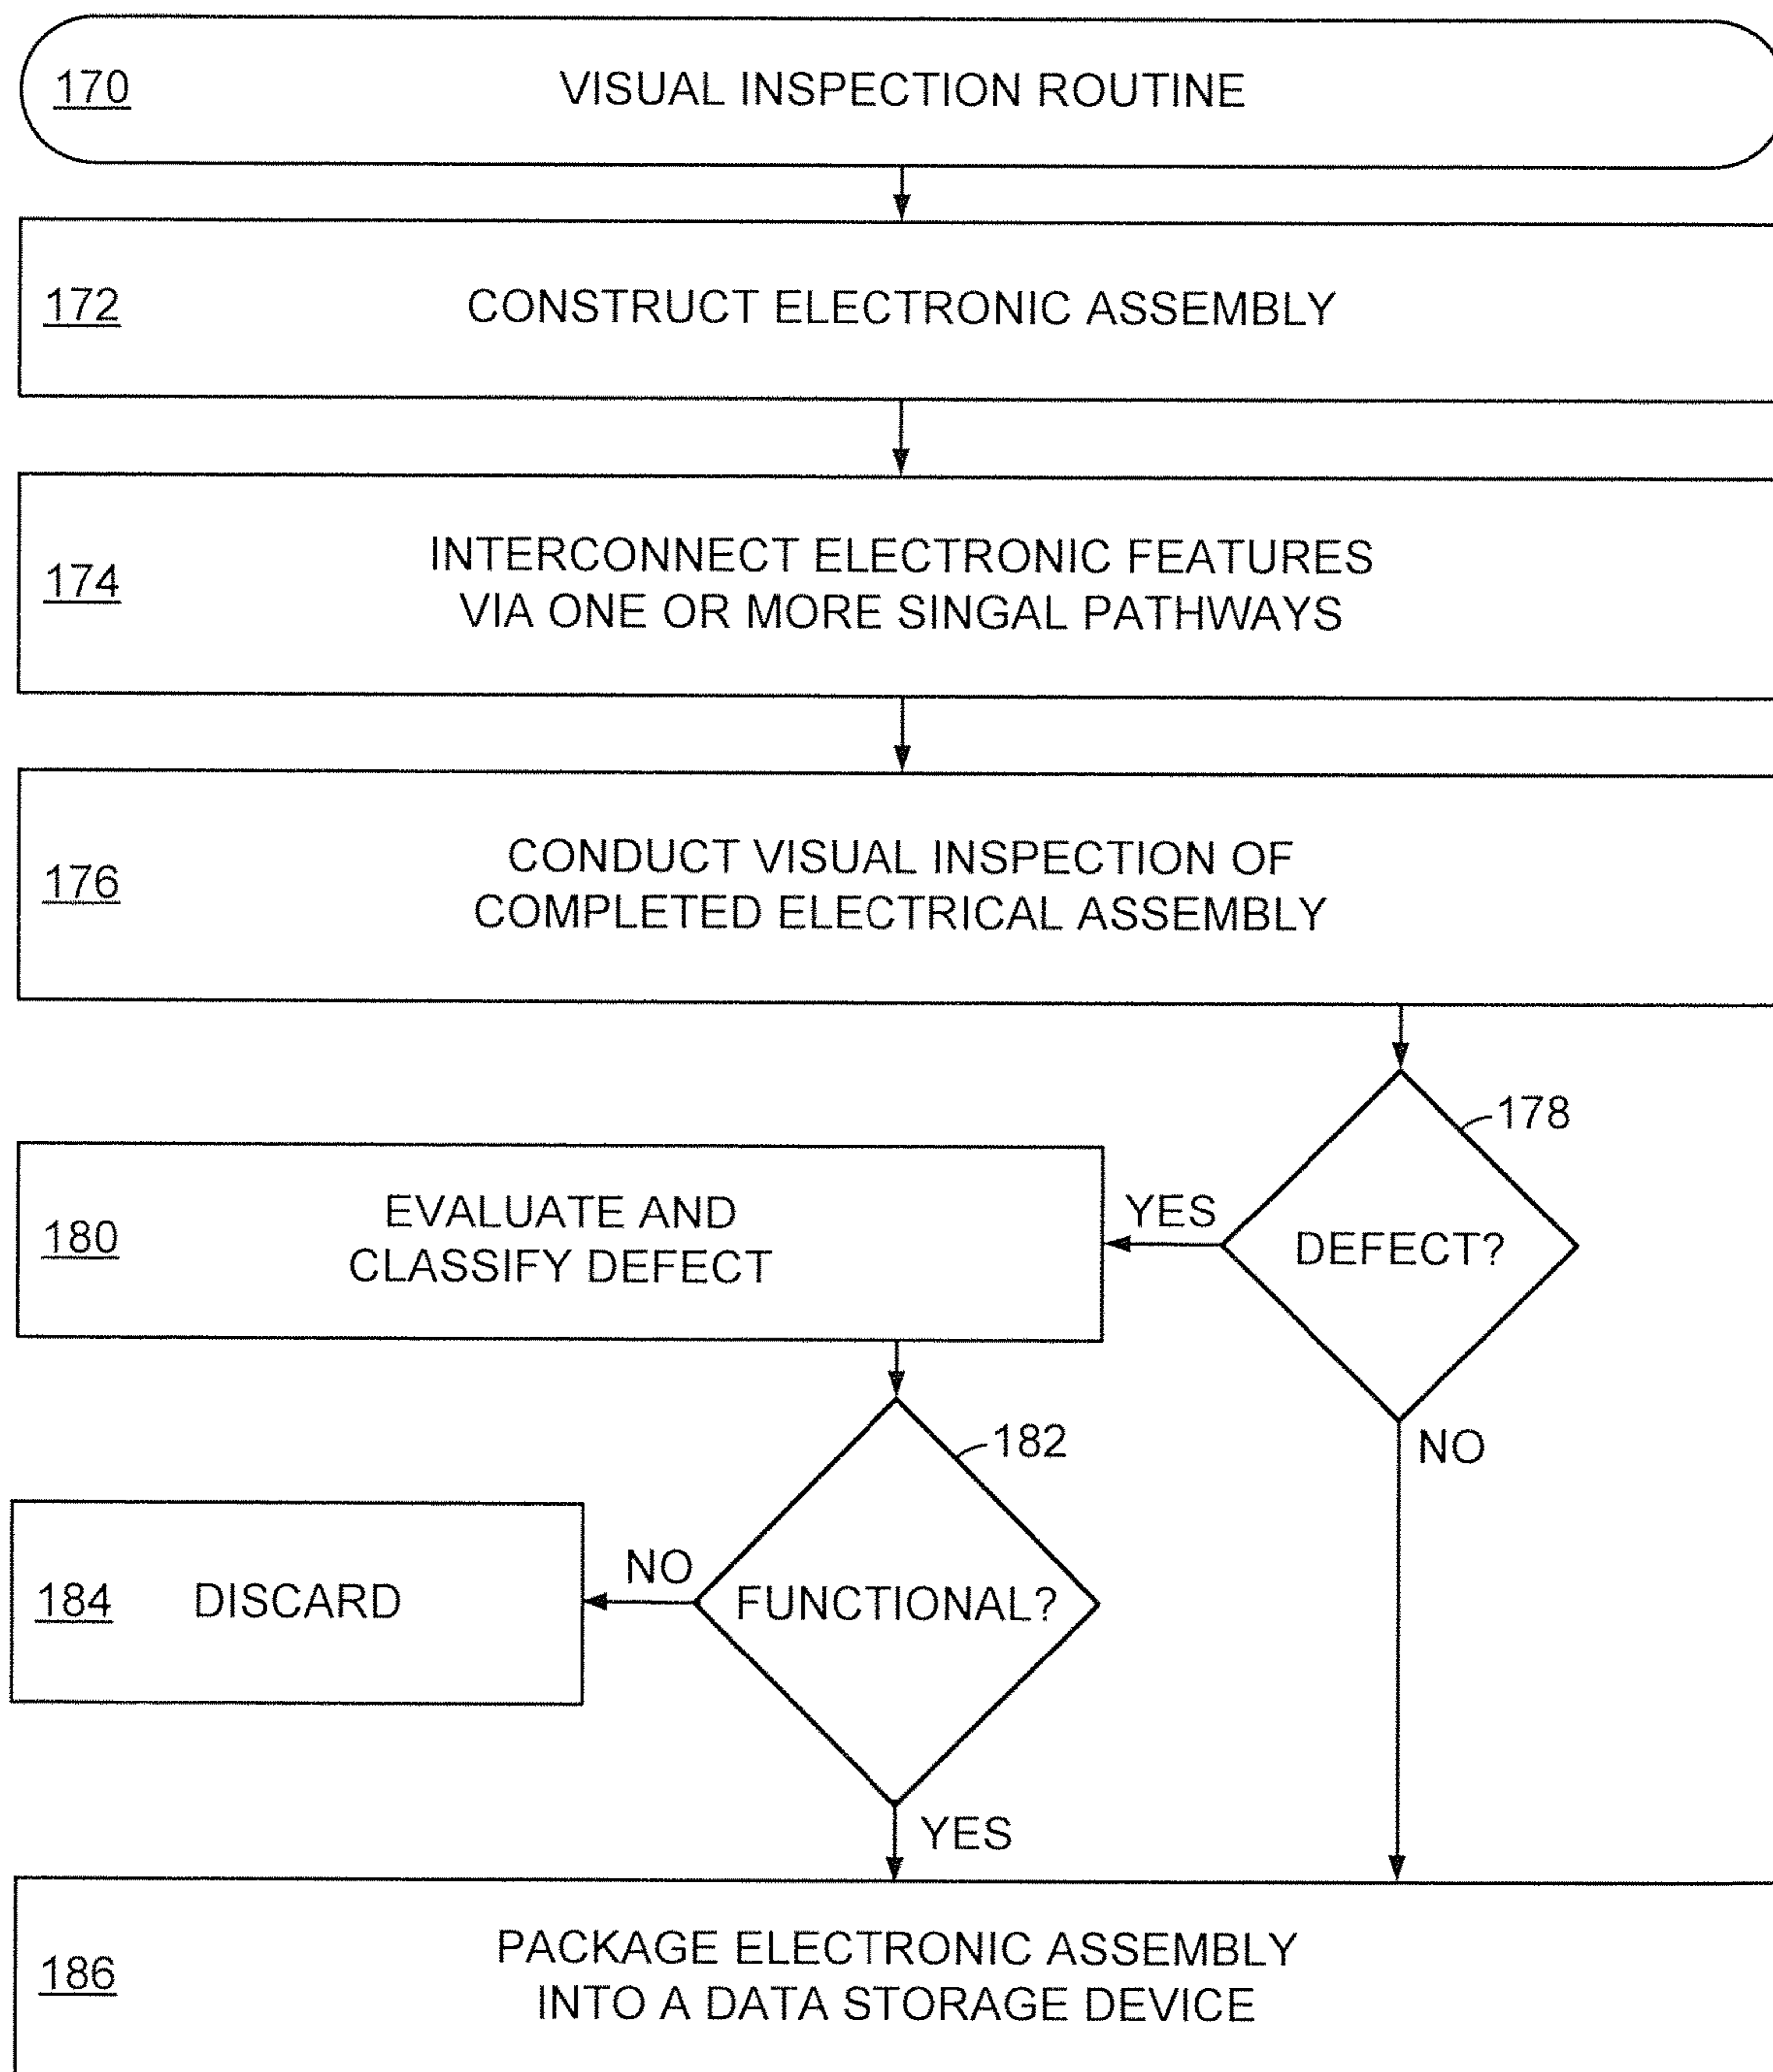 170 VISUAL INSPECTION ROUTINE
172 CONSTRUCT ELECTRONIC ASSEMBLY
174 INTERCONNECT ELECTRONIC FEATURES
VIA ONE OR MORE SINGAL PATHWAYS
176 CONDUCT VISUAL INSPECTION OF
COMPLETED ELECTRICAL ASSEMBLY
178
DEFECT?
YES
NO
180 EVALUATE AND
CLASSIFY DEFECT
182
FUNCTIONAL?
NO
184 DISCARD
YES
186 PACKAGE ELECTRONIC ASSEMBLY
INTO A DATA STORAGE DEVICE